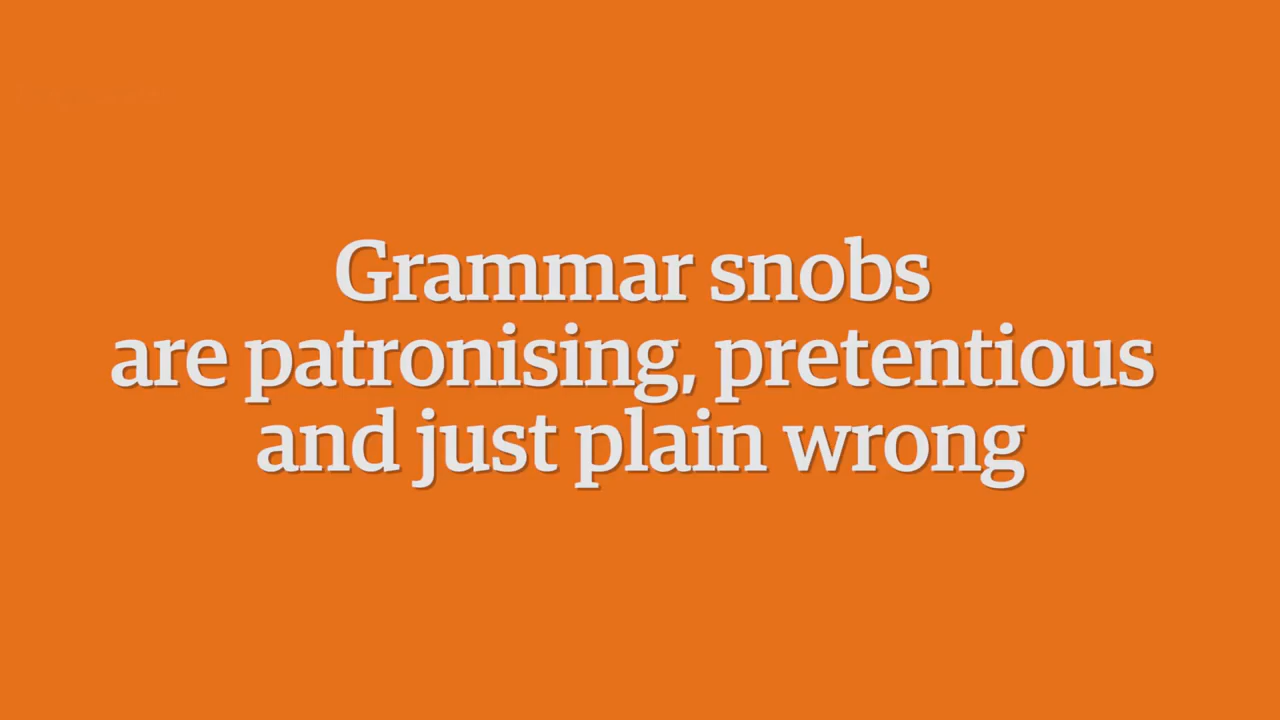 Grammar snobs
are patronising, pretentious
and just plain wrong